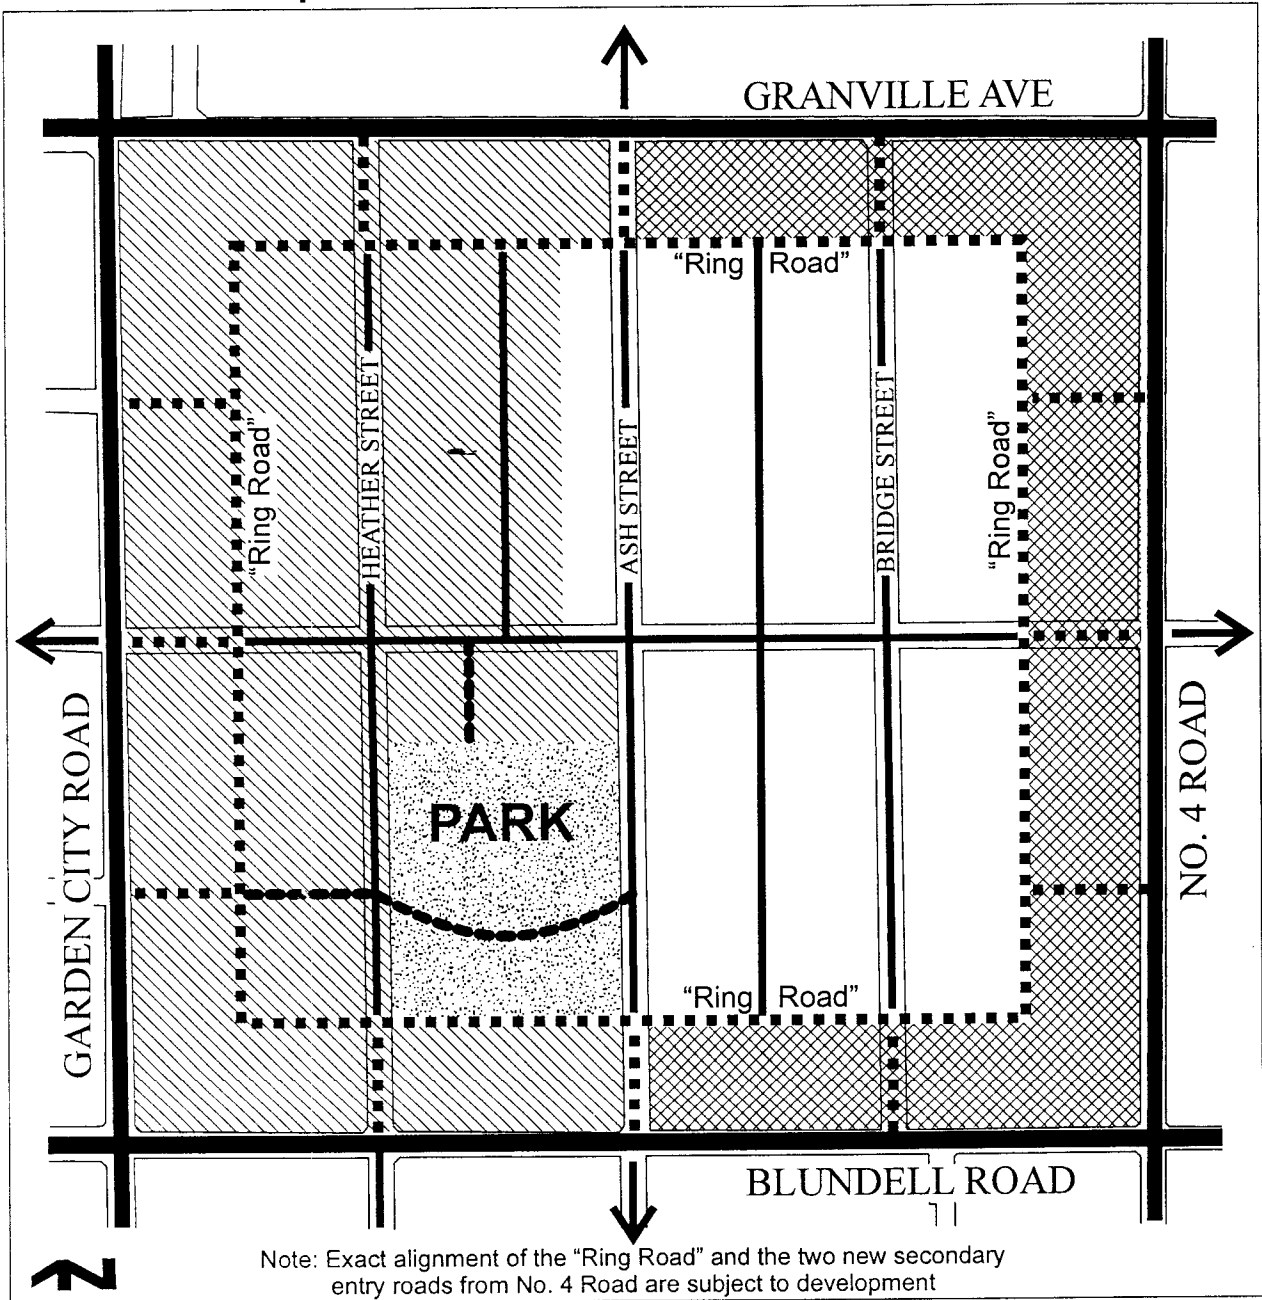 GRANVILLE AVE
“Ring Road”
HEATHER STREET
“Ring Road”
ASH STREET
BRIDGE STREET
“Ring Road”
GARDEN CITY ROAD
PARK
NO. 4 ROAD
“Ring Road”
BLUNDELL ROAD
N
Note: Exact alignment of the “Ring Road” and the two new secondary
entry roads from No. 4 Road are subject to development